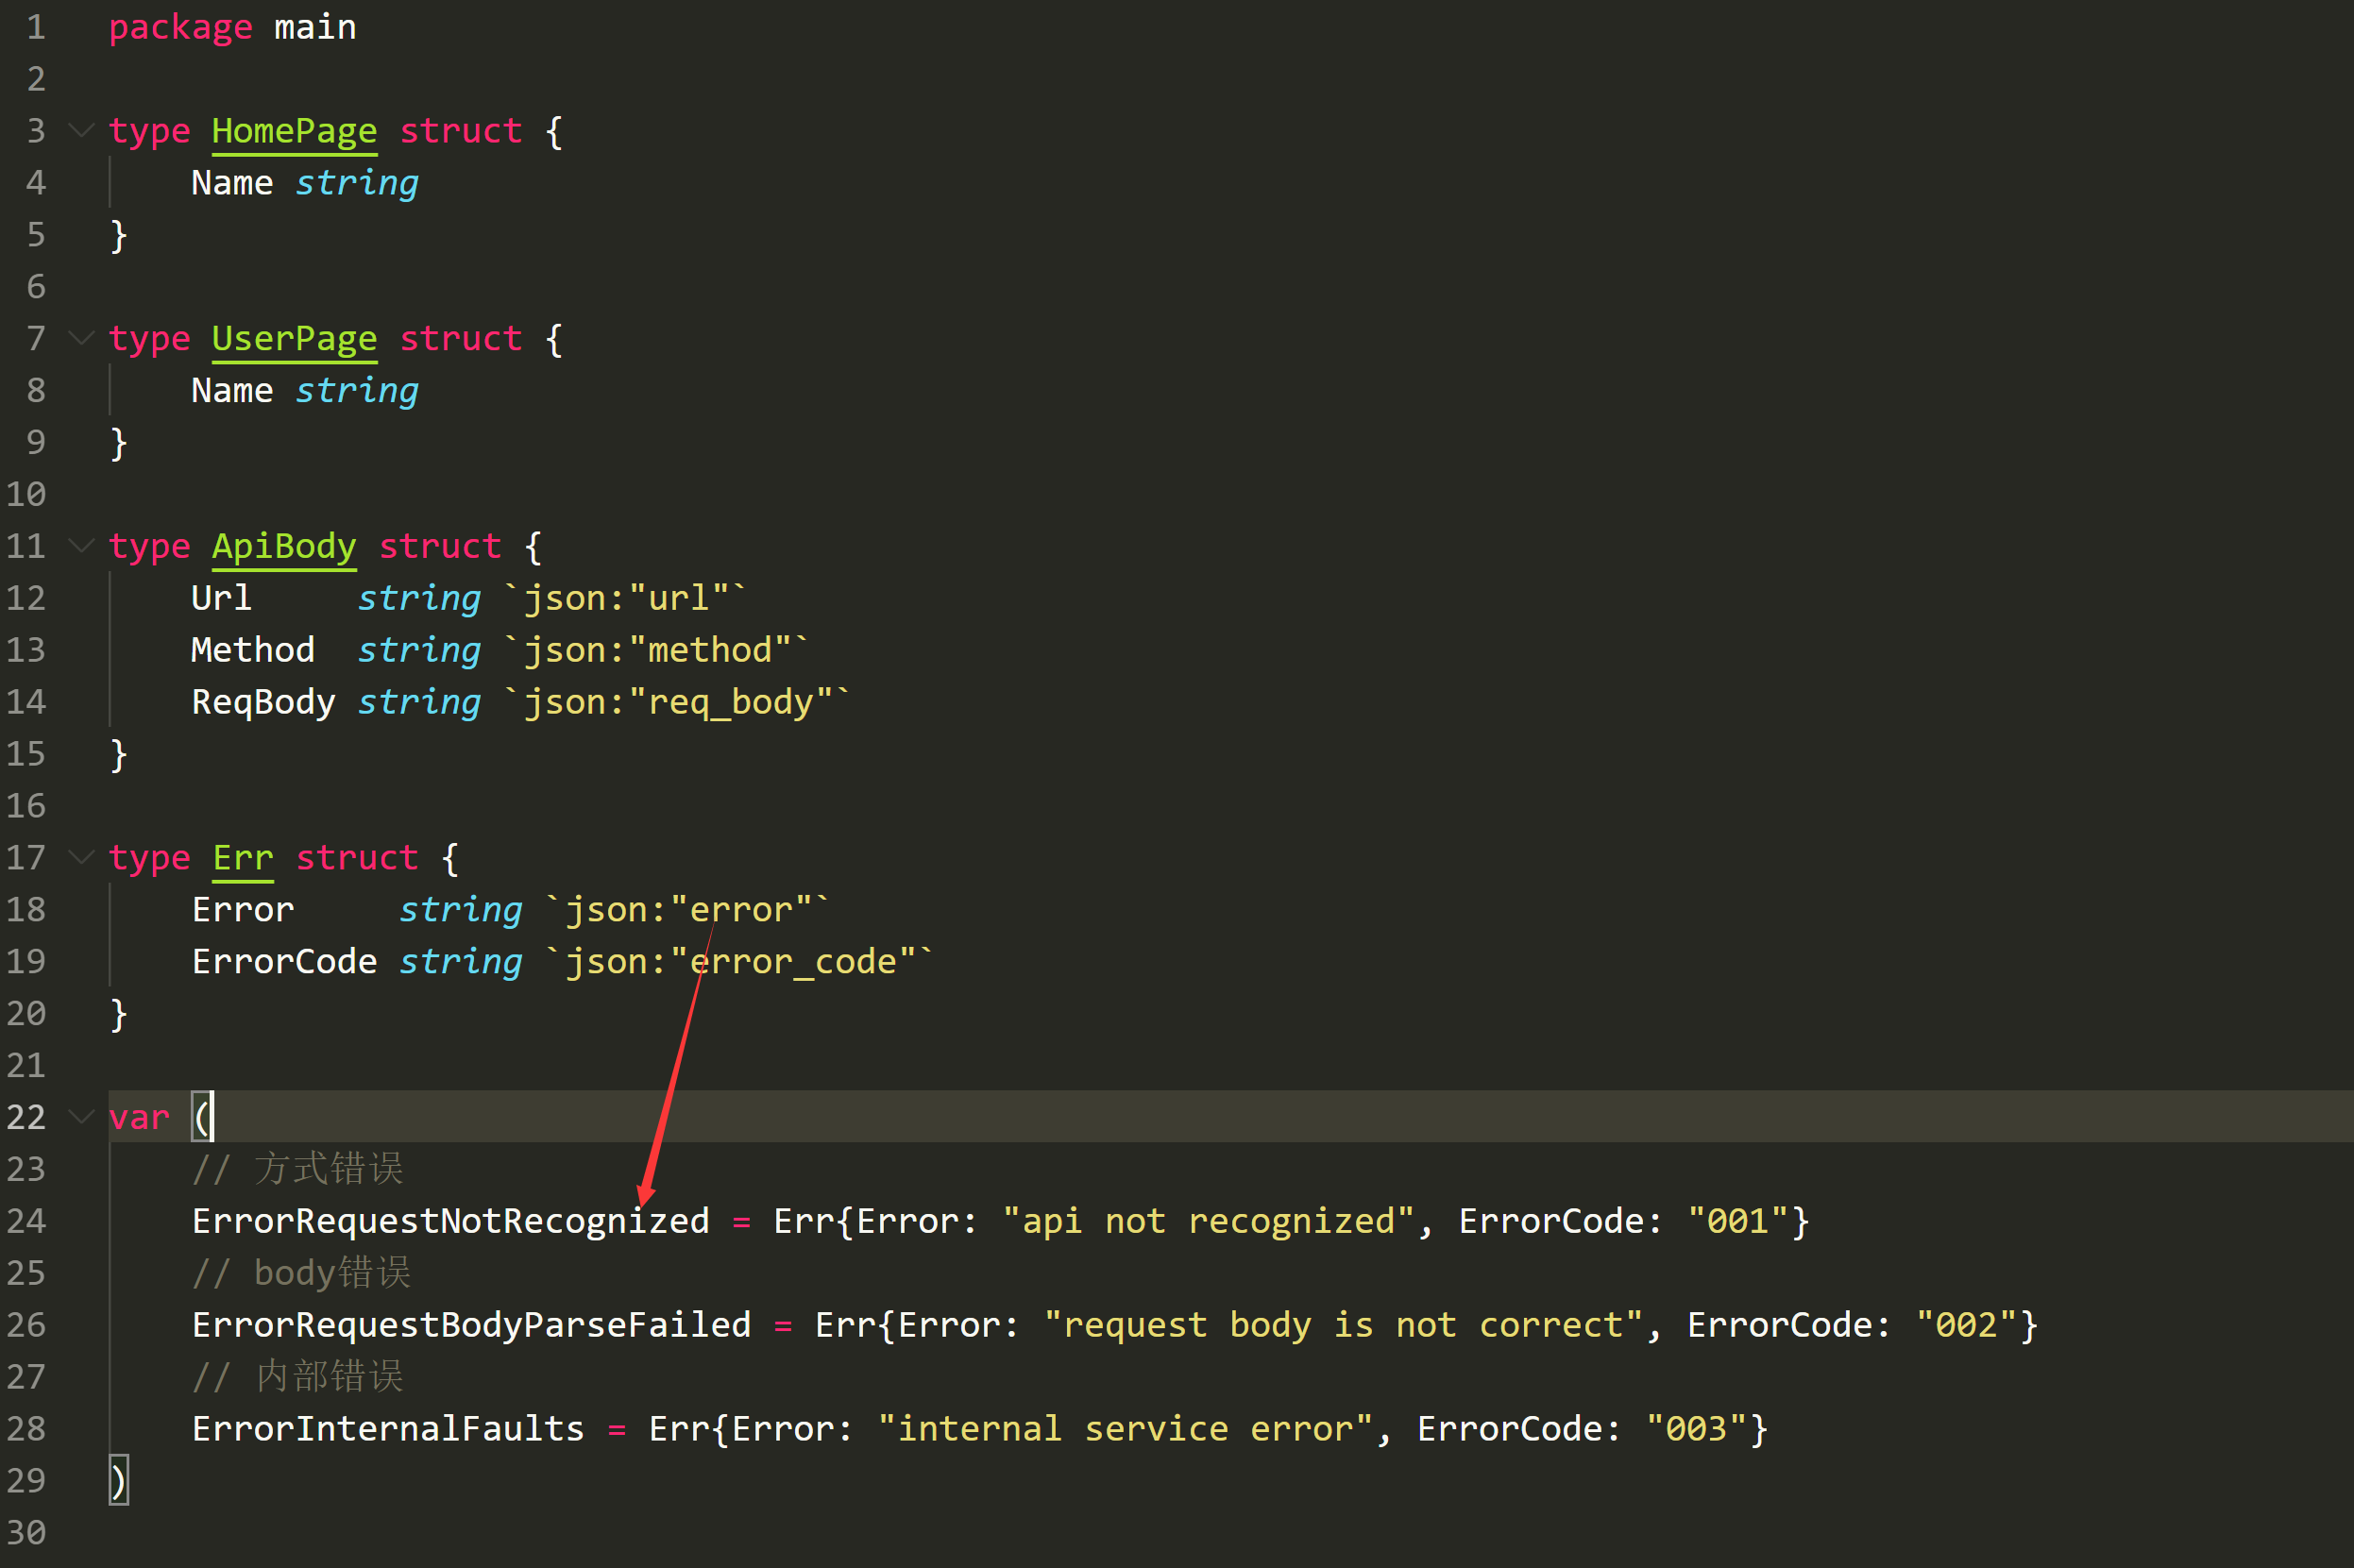 1 package main
2
3 type HomePage struct {
4 Name string
5 }
6
7 type UserPage struct {
8 Name string
9 }
10
11 type ApiBody struct {
12 Url     string `json:"url"`
13 Method  string `json:"method"`
14 ReqBody string `json:"req_body"`
15 }
16
17 type Err struct {
18 Error     string `json:"error"`
19 ErrorCode string `json:"error_code"`
20 }
21
22 var (
23 // 方式错误
24 ErrorRequestNotRecognized = Err{Error: "api not recognized", ErrorCode: "001"}
25 // body错误
26 ErrorRequestBodyParseFailed = Err{Error: "request body is not correct", ErrorCode: "002"}
27 // 内部错误
28 ErrorInternalFaults = Err{Error: "internal service error", ErrorCode: "003"}
29 )
30